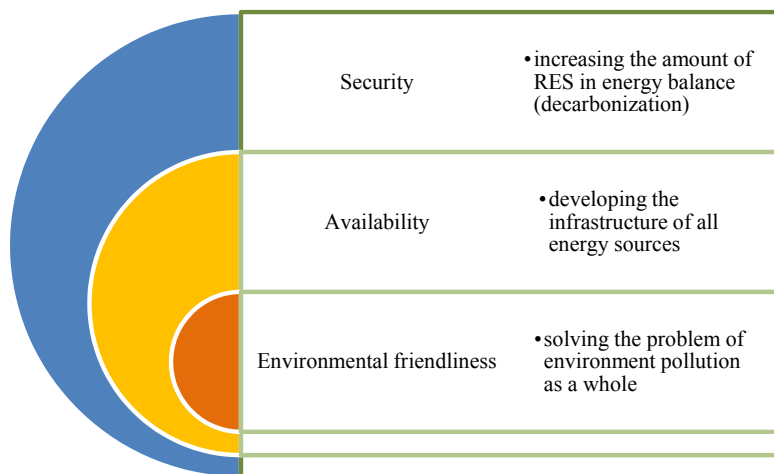 Security
•increasing the amount of
RES in energy balance
(decarbonization)
Availability
•developing the
infrastructure of all
energy sources
Environmental friendliness
•solving the problem of
environment pollution
as a whole